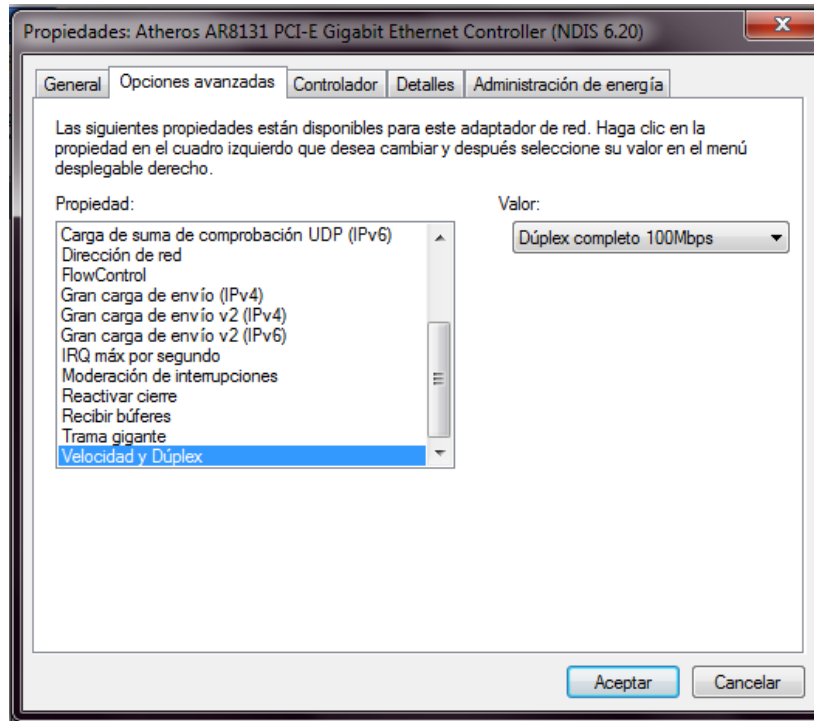 Propiedades: Atheros AR8131 PCI-E Gigabit Ethernet Controller (NDIS 6.20)
General Opciones avanzadas Controlador Detalles Administración de energía
Las siguientes propiedades están disponibles para este adaptador de red. Haga clic en la
propiedad en el cuadro izquierdo que desea cambiar y después seleccione su valor en el menú
desplegable derecho.
Propiedad:
Carga de suma de comprobación UDP (IPv6)
Dirección de red
FlowControl
Gran carga de envío (IPv4)
Gran carga de envío v2 (IPv4)
Gran carga de envío v2 (IPv6)
IRQ máx por segundo
Moderación de interrupciones
Reactivar cierre
Recibir búferes
Trama gigante
Velocidad y Dúplex
Valor:
Dúplex completo 100Mbps
Aceptar Cancelar